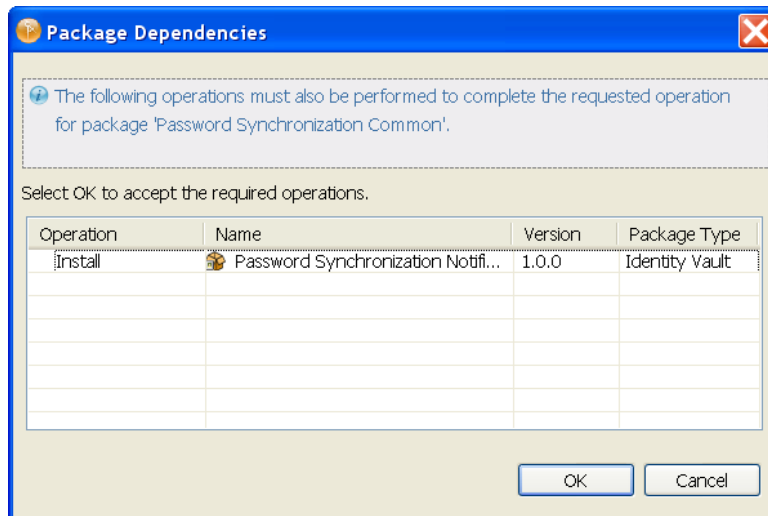 Package Dependencies
The following operations must also be performed to complete the requested operation
for package 'Password Synchronization Common'.
Select OK to accept the required operations.
Operation Name Version Package Type
Install Password Synchronization Notifi... 1.0.0 Identity Vault
OK Cancel